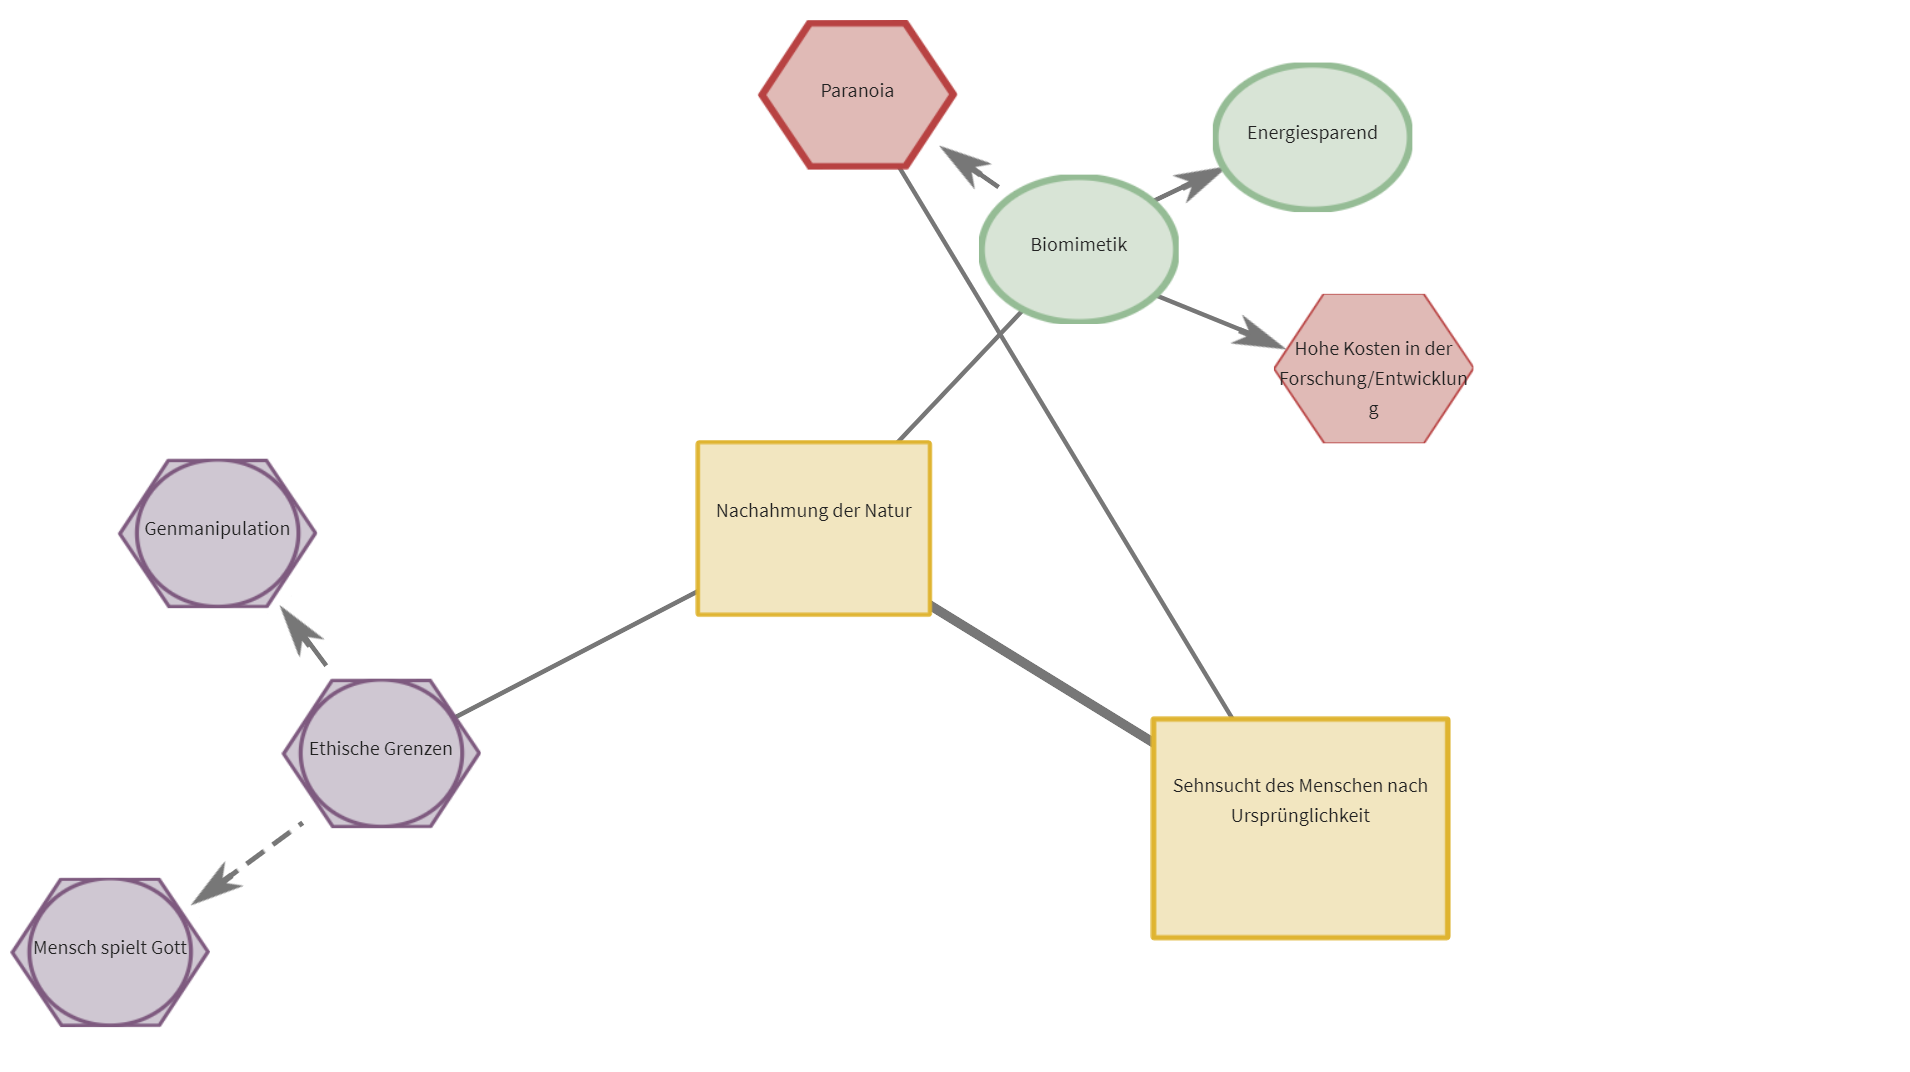 Paranoia
Energiesparend
Biomimetik
Hohe Kosten in der
Forschung/Entwicklun
g
Nachahmung der Natur
Genmanipulation
Ethische Grenzen
Sehnsucht des Menschen nach
Ursprünglichkeit
Mensch spielt Gott